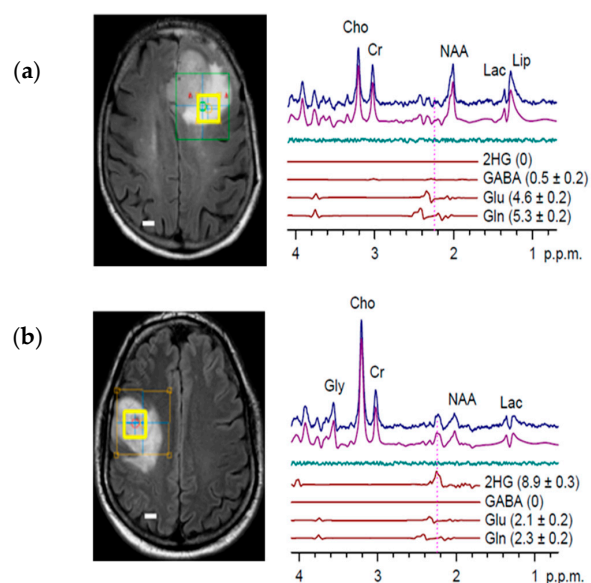 (a)
Cho
Cr
NAA
Lac
Lip
2HG (0)
GABA (0.5 ± 0.2)
Glu (4.6 ± 0.2)
Gln (5.3 ± 0.2)
4 3 2 1 p.p.m.
(b)
Cho
Gly
Cr
NAA
Lac
2HG (8.9 ± 0.3)
GABA (0)
Glu (2.1 ± 0.2)
Gln (2.3 ± 0.2)
4 3 2 1 p.p.m.